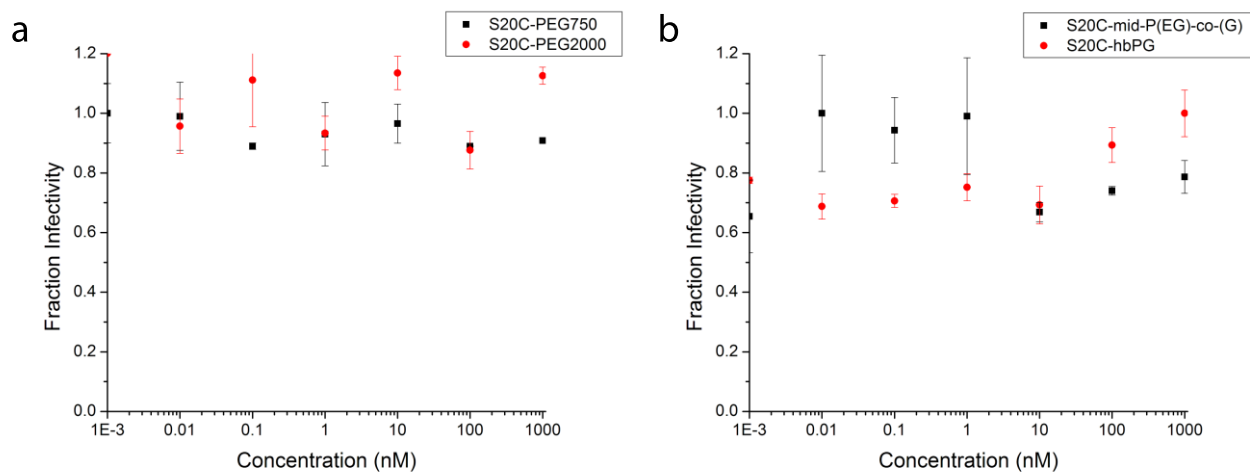 a
S20C-PEG750
S20C-PEG2000
1.2
1.0
0.8
0.6
0.4
0.2
0.0
Fraction Infectivity
1E-3 0.01 0.1 1 10 100 1000
Concentration (nM)
b
S20C-mid-P(EG)-co-(G)
S20C-hbPG
1.2
1.0
0.8
0.6
0.4
0.2
0.0
Fraction Infectivity
1E-3 0.01 0.1 1 10 100 1000
Concentration (nM)